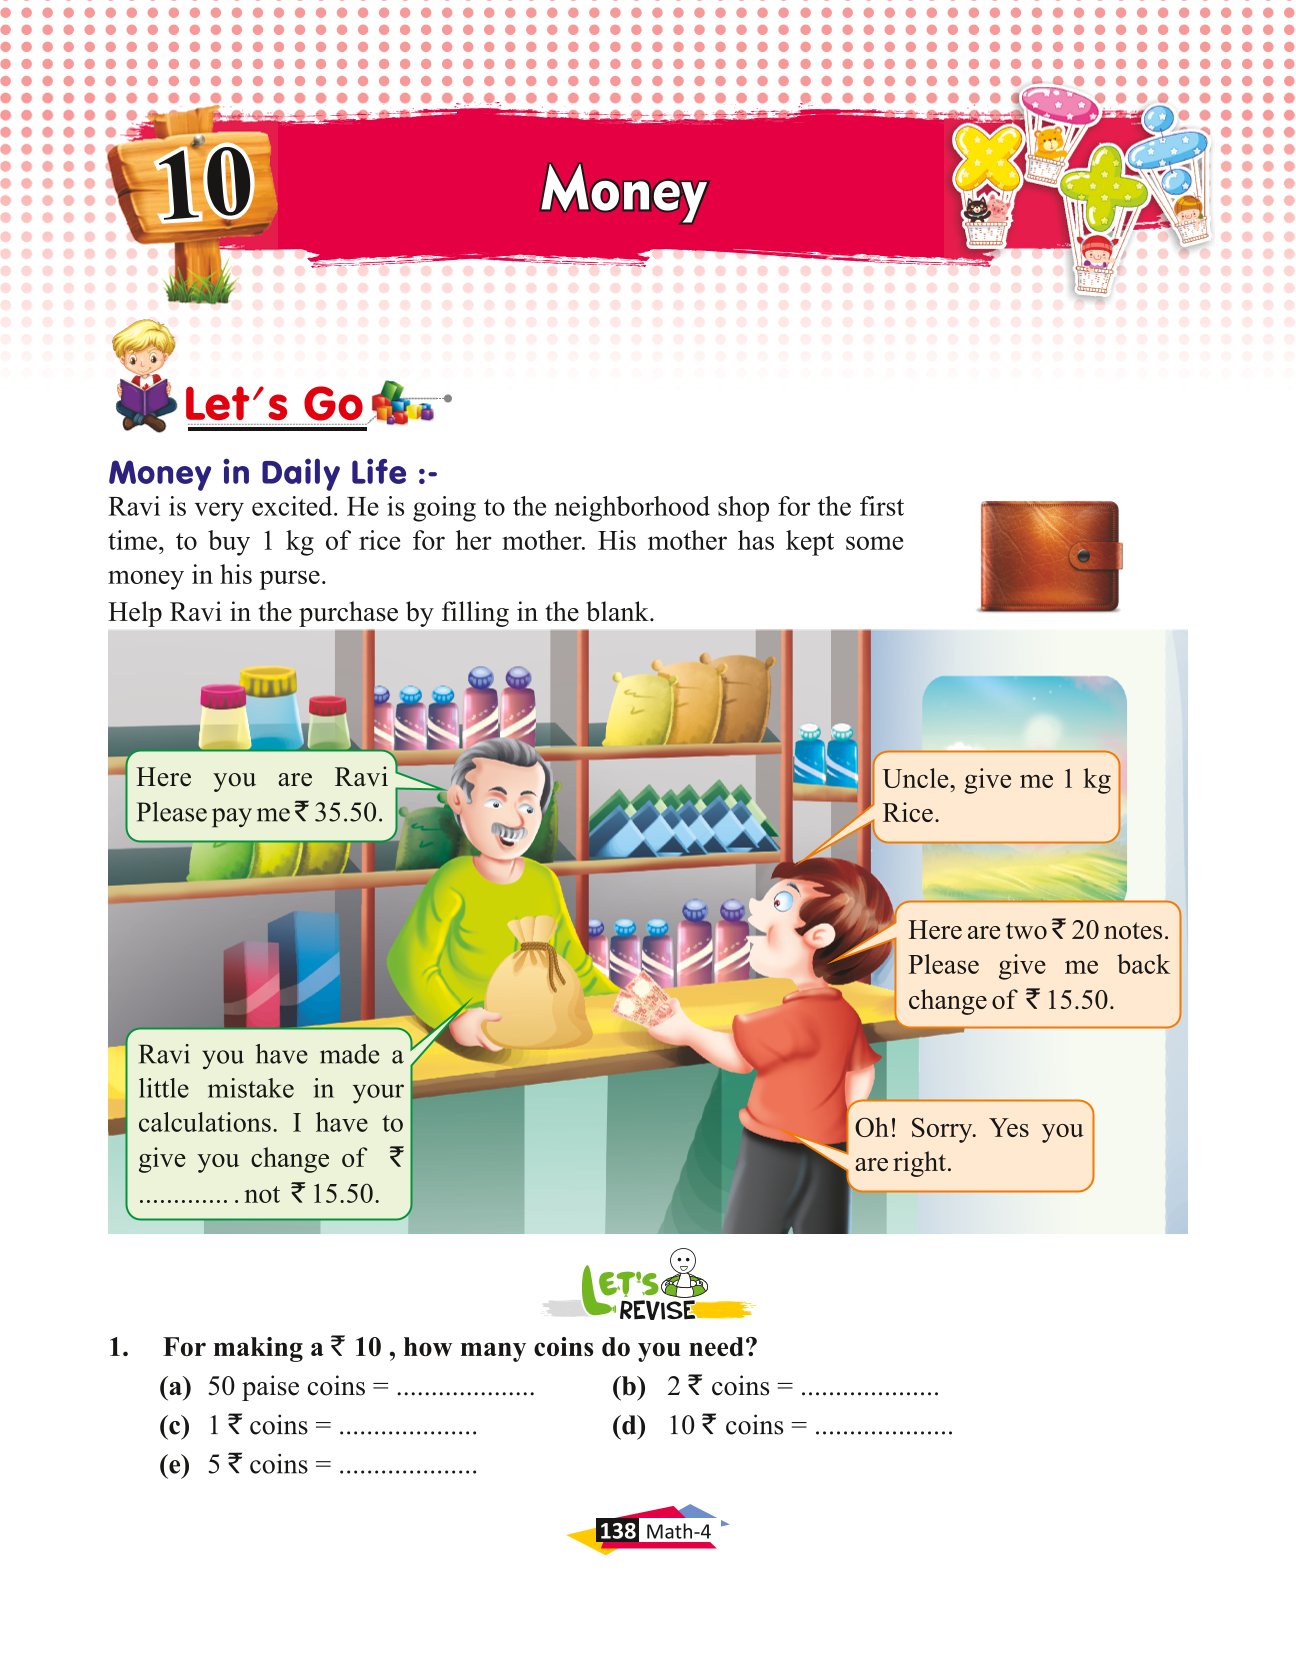 10
Money
Let's Go
Money in Daily Life :-
Ravi is very excited. He is going to the neighborhood shop for the first
time, to buy 1 kg of rice for her mother. His mother has kept some
money in his purse.
Help Ravi in the purchase by filling in the blank.
Here you are Ravi
Please pay me ₹ 35.50.
Uncle, give me 1 kg
Rice.
Here are two ₹ 20 notes.
Please give me back
change of ₹ 15.50.
Ravi you have made a
little mistake in your
calculations. I have to
give you change of ₹
............. . not ₹ 15.50.
Oh! Sorry. Yes you
are right.
LET'S
REVISE
1. For making a ₹ 10 , how many coins do you need?
(a) 50 paise coins = .................... (b) 2 ₹ coins = ....................
(c) 1 ₹ coins = .................... (d) 10 ₹ coins = ....................
(e) 5 ₹ coins = ....................
138 Math-4